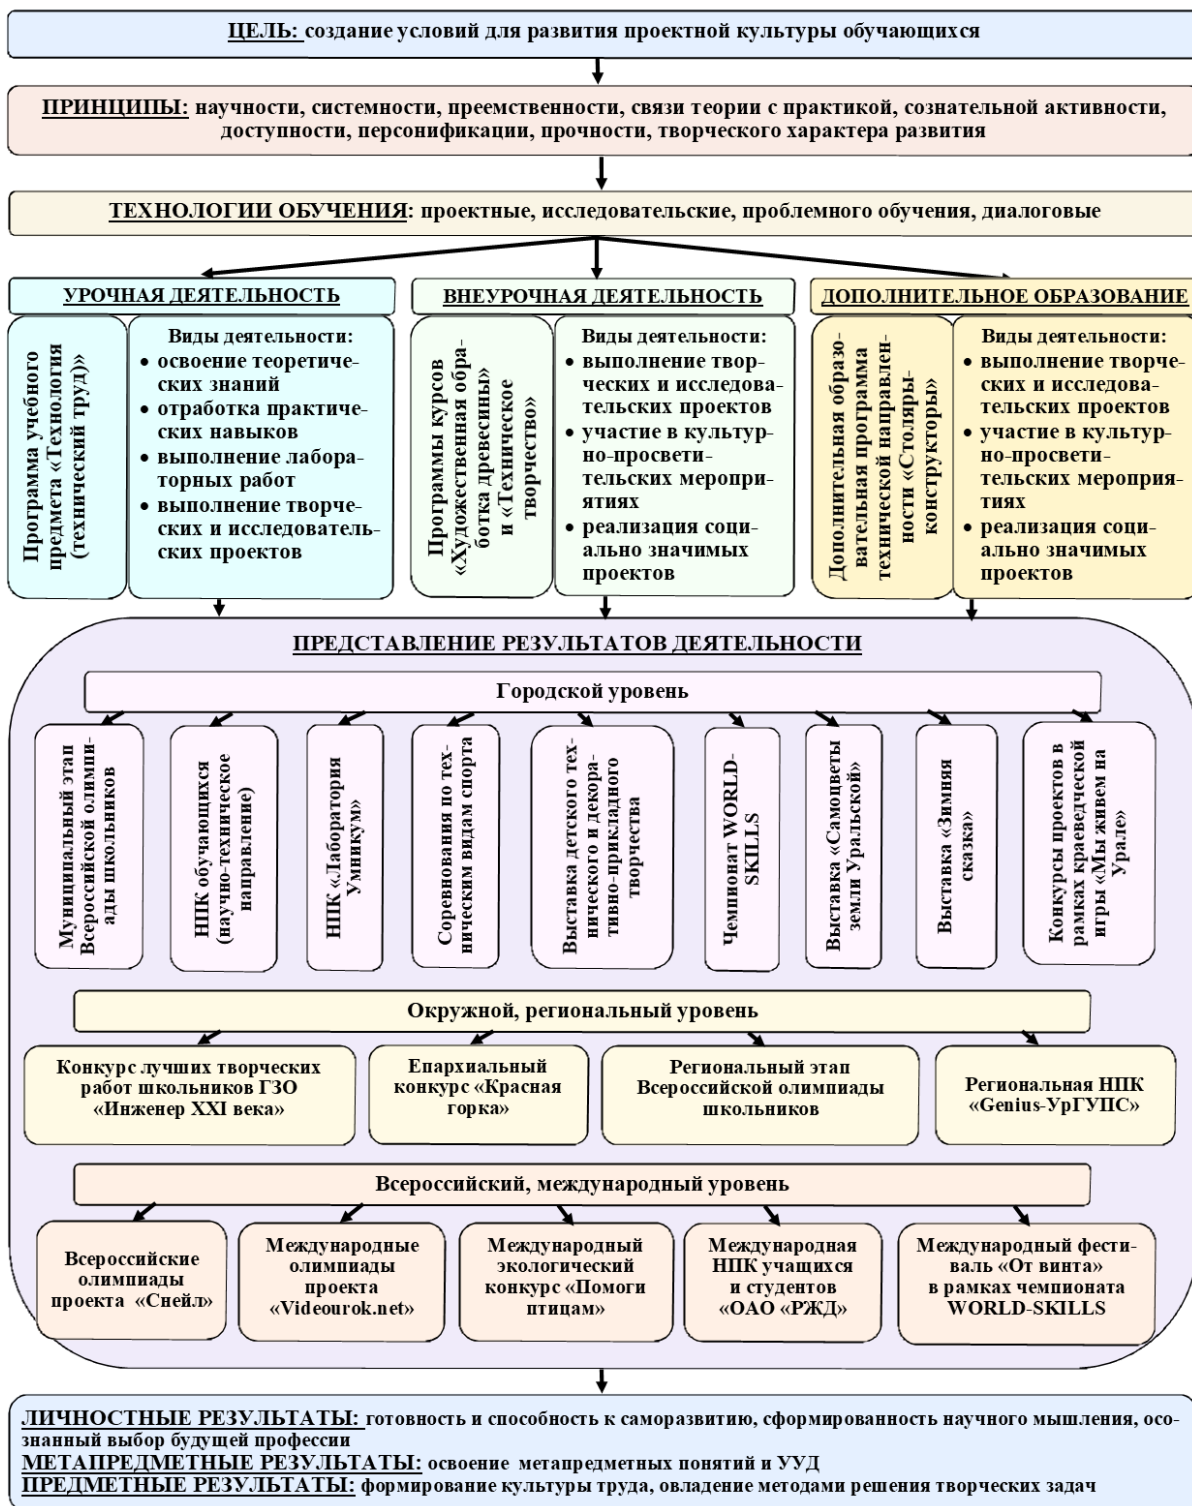 ЦЕЛЬ: создание условий для развития проектной культуры обучающихся
ПРИНЦИПЫ: научности, системности, преемственности, связи теории с практикой, сознательной активности,
доступности, персонификации, прочности, творческого характера развития
ТЕХНОЛОГИИ ОБУЧЕНИЯ: проектные, исследовательские, проблемного обучения, диалоговые
УРОЧНАЯ ДЕЯТЕЛЬНОСТЬ
Программа учебного
предмета «Технология
(технический труд)»
Виды деятельности:
• освоение теоретиче-
ских знаний
• отработка практиче-
ских навыков
• выполнение лабора-
торных работ
• выполнение творче-
ских и исследователь-
ских проектов
ВНЕУРОЧНАЯ ДЕЯТЕЛЬНОСТЬ
Программы курсов
«Художественная обра-
ботка древесины»
и «Техническое
творчество»
Виды деятельности:
• выполнение твор-
ческих и исследова-
тельских проектов
• участие в культур-
но-просвети-
тельских меропри-
ятиях
• реализация соци-
ально значимых
проектов
ДОПОЛНИТЕЛЬНОЕ ОБРАЗОВАНИЕ
Дополнительная образо-
вательная программа
технической направлен-
ности «Столяры-
конструкторы»
Виды деятельности:
• выполнение творче-
ских и исследова-
тельских проектов
• участие в культур-
но-просвети-
тельских мероприя-
тиях
• реализация соци-
ально значимых
проектов
ПРЕДСТАВЛЕНИЕ РЕЗУЛЬТАТОВ ДЕЯТЕЛЬНОСТИ
Городской уровень
Муниципальный этап
Всероссийской олимпи-
ады школьников
НПК обучающихся
(научно-техническое
направление)
НПК «Лаборатория
Умникум»
Соревнования по тех-
ническим видам спорта
Выставка детского тех-
нического и декора-
тивно-прикладного
творчества
Чемпионат WORLD-
SKILLS
Выставка «Самоцветы
земли Уральской»
Выставка «Зимняя
сказка»
Конкурсы проектов в
рамках краеведческой
игры «Мы живем на
Урале»
Окружной, региональный уровень
Конкурс лучших творческих
работ школьников ГЗО
«Инженер XXI века»
Епархиальный
конкурс «Красная
горка»
Региональный этап
Всероссийской олимпиады
школьников
Региональная НПК
«Genius-УрГУПС»
Всероссийский, международный уровень
Всероссийские
олимпиады
проекта «Снейл»
Международные
олимпиады
проекта
«Videourok.net»
Международный
экологический
конкурс «Помоги
птицам»
Международная
НПК учащихся
и студентов
«ОАО «РЖД»
Международный фести-
валь «От винта»
в рамках чемпионата
WORLD-SKILLS
ЛИЧНОСТНЫЕ РЕЗУЛЬТАТЫ: готовность и способность к саморазвитию, сформированность научного мышления, осо-
знанный выбор будущей профессии
МЕТАПРЕДМЕТНЫЕ РЕЗУЛЬТАТЫ: освоение метапредметных понятий и УУД
ПРЕДМЕТНЫЕ РЕЗУЛЬТАТЫ: формирование культуры труда, овладение методами решения творческих задач